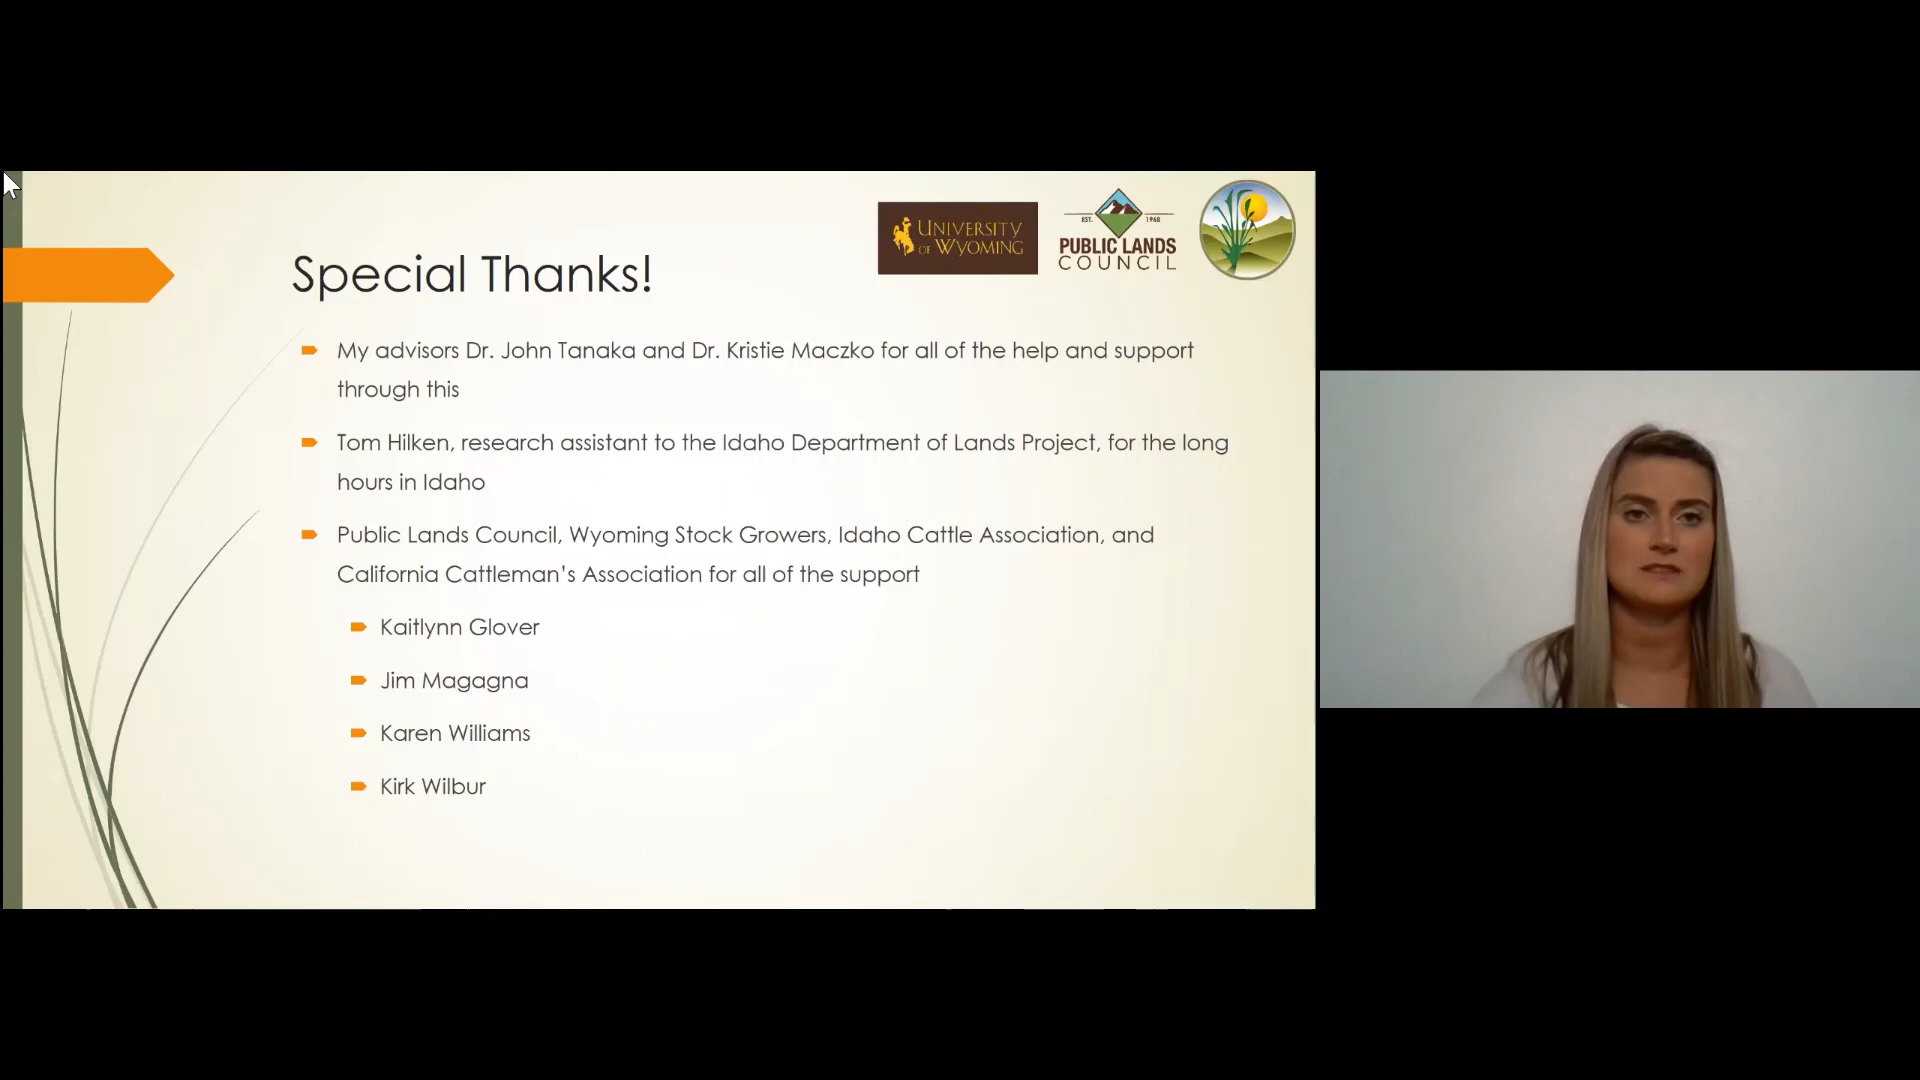 UNIVERSITY
OF WYOMING
EST. 1968
PUBLIC LANDS
COUNCIL
Special Thanks!
My advisors Dr. John Tanaka and Dr. Kristie Maczko for all of the help and support
through this
Tom Hilken, research assistant to the Idaho Department of Lands Project, for the long
hours in Idaho
Public Lands Council, Wyoming Stock Growers, Idaho Cattle Association, and
California Cattleman’s Association for all of the support
Kaitlynn Glover
Jim Magagna
Karen Williams
Kirk Wilbur